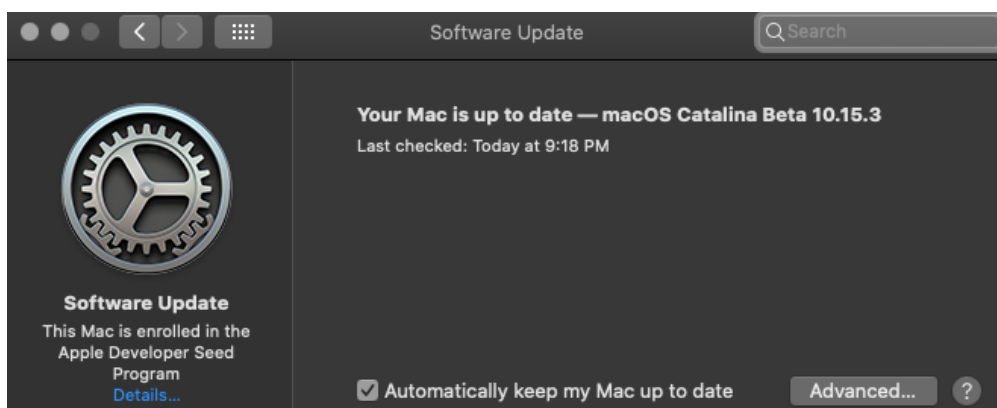 Software Update
Search
Your Mac is up to date — macOS Catalina Beta 10.15.3
Last checked: Today at 9:18 PM
Software Update
This Mac is enrolled in the
Apple Developer Seed
Program
Details...
Automatically keep my Mac up to date
Advanced...
?